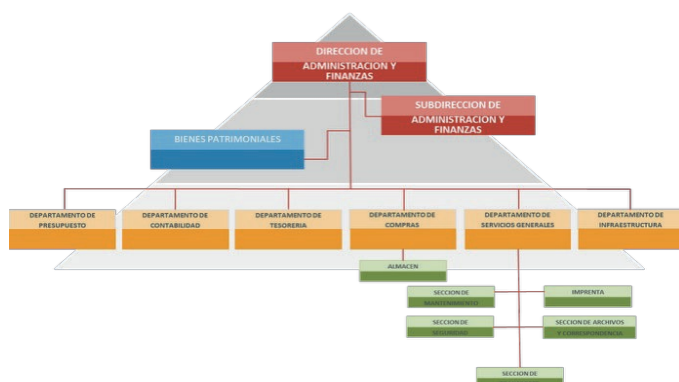 DIRECCION DE
ADMINISTRACION Y
FINANZAS
SUBDIRECCION DE
ADMINISTRACION Y
FINANZAS
BIENES PATRIMONIALES
DEPARTAMENTO DE
PRESUPUESTO
DEPARTAMENTO DE
CONTABILIDAD
DEPARTAMENTO DE
TESORERIA
DEPARTAMENTO DE
COMPRAS
DEPARTAMENTO DE
SERVICIOS GENERALES
DEPARTAMENTO DE
INFRAESTRUCTURA
ALMACEN
SECCION DE
MANTENIMIENTO
IMPRENTA
SECCION DE
SEGURIDAD
SECCION DE ARCHIVOS
Y CORRESPONDENCIA
SECCION DE